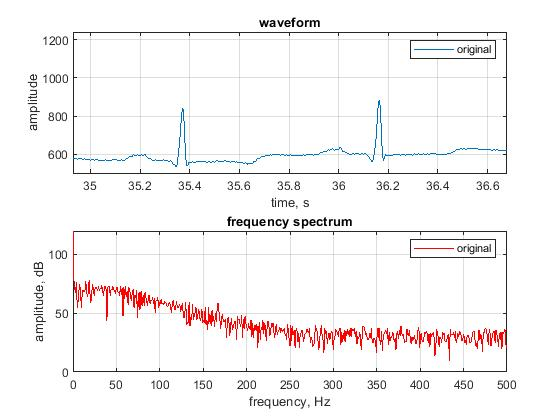 waveform
original
1200
1000
800
600
amplitude
35 35.2 35.4 35.6 35.8 36 36.2 36.4 36.6
time, s
frequency spectrum
original
100
50
0
amplitude, dB
0 50 100 150 200 250 300 350 400 450 500
frequency, Hz